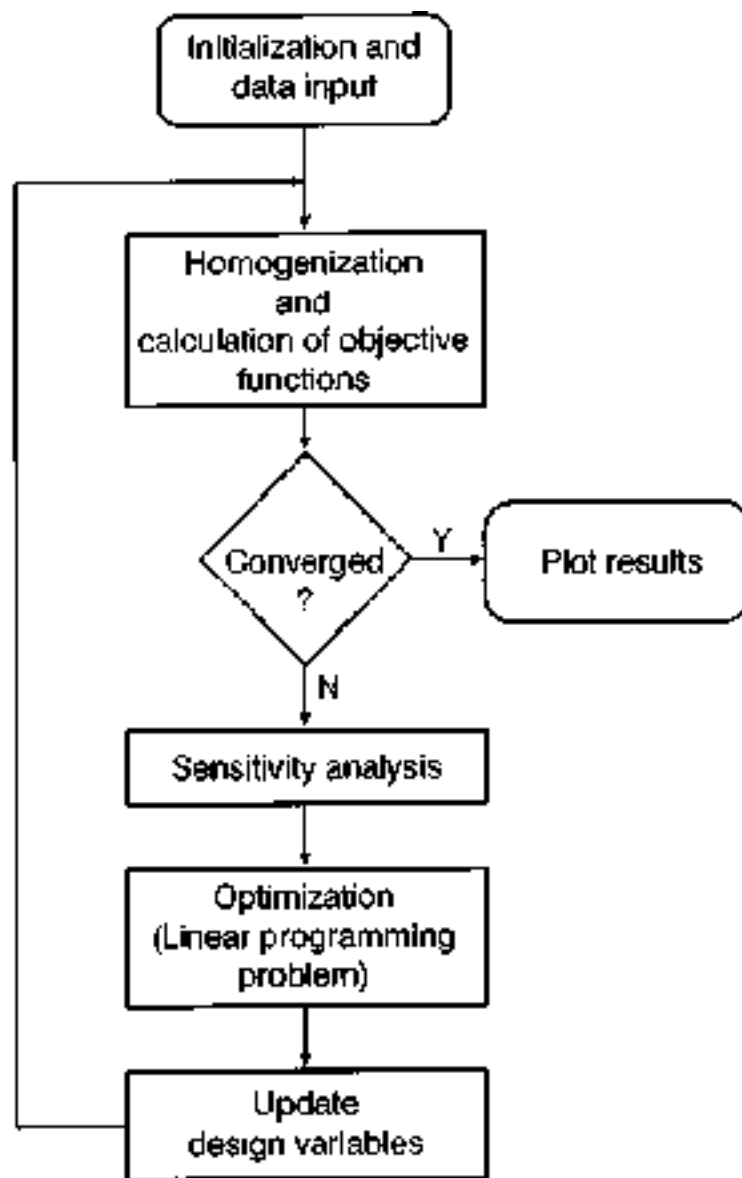 Initialization and
data input
Homogenization
and
calculation of objective
functions
Converged
?
Y
Plot results
N
Sensitivity analysis
Optimization
(Linear programming
problem)
Update
design variables